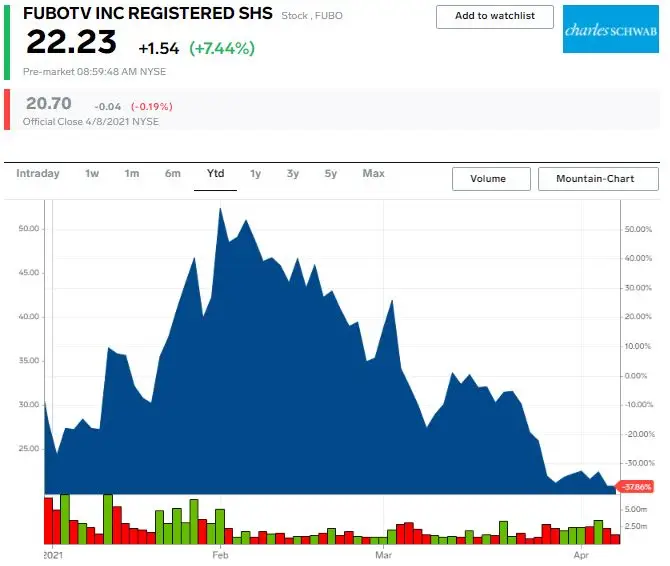 FUBOTV INC REGISTERED SHS Stock , FUBO
22.23 +1.54 (+7.44%)
Pre-market 08:59:48 AM NYSE
Add to watchlist
charles SCHWAB
20.70 -0.04 (-0.19%)
Official Close 4/8/2021 NYSE
Intraday 1w 1m 6m Ytd 1y 3y 5y Max
Volume
Mountain-Chart
50.00
45.00
40.00
35.00
30.00
25.00
50.00%
40.00%
30.00%
20.00%
10.00%
0.00%
-10.00%
-20.00%
-30.00%
-37.86%
5.00m
2.50m
2021 Feb Mar Apr